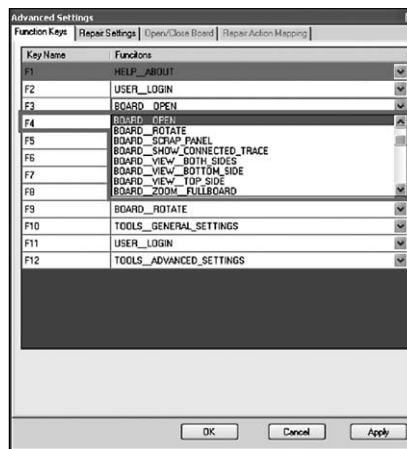 Advanced Settings
Function Keys Repair Settings Open/Close Board Repair Action Mapping
Key Name Funcitons
F1 HELP__ABOUT
F2 USER__LOGIN
F3 BOARD__OPEN
F4 BOARD__OPEN
BOARD__ROTATE
F5 BOARD__SCRAP_PANEL
BOARD__SHOW_CONNECTED_TRACE
F6 BOARD__VIEW__BOTH_SIDES
F7 BOARD__VIEW__BOTTOM_SIDE
BOARD__VIEW__TOP_SIDE
F8 BOARD__ZOOM__FULLBOARD
F9 BOARD__ROTATE
F10 TOOLS__GENERAL_SETTINGS
F11 USER__LOGIN
F12 TOOLS__ADVANCED_SETTINGS
OK Cancel Apply